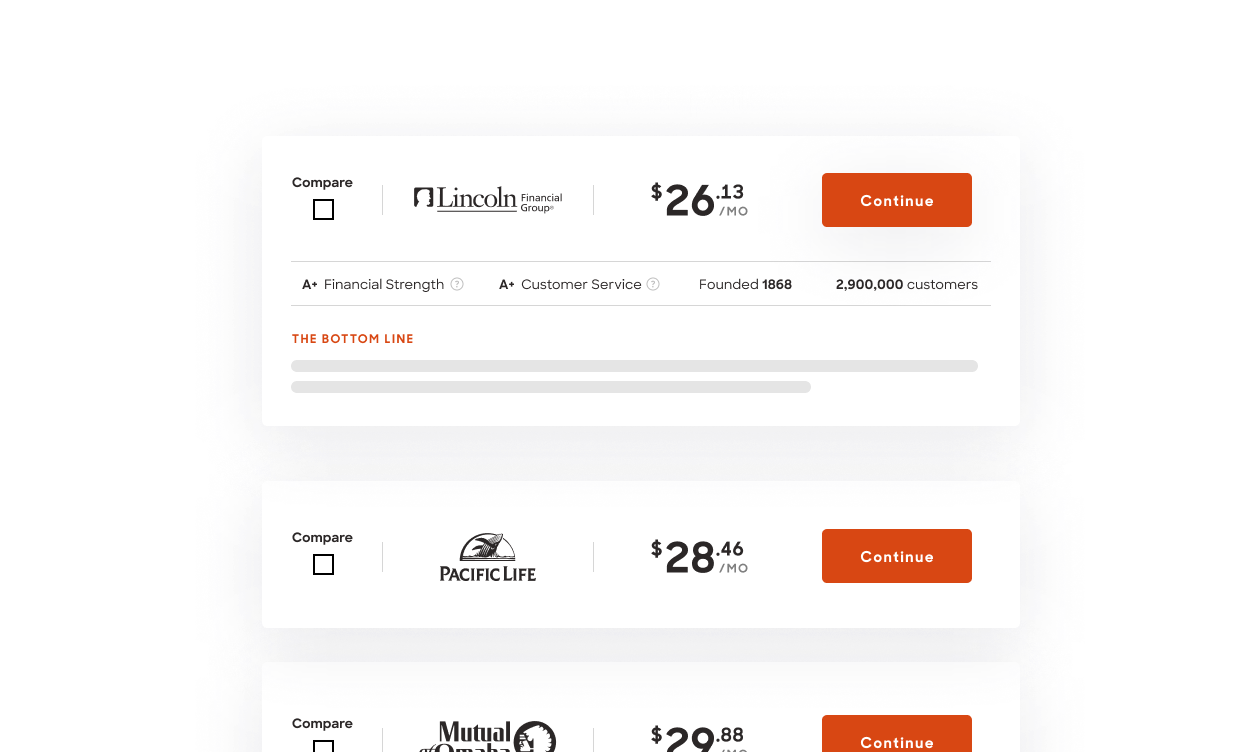 Compare
Lincoln Financial Group®
$26.13 /MO
Continue
A+ Financial Strength ? A+ Customer Service ? Founded 1868 2,900,000 customers
THE BOTTOM LINE
Compare
PACIFIC LIFE
$28.46 /MO
Continue
Compare
Mutual of Omaha
$29.88 /MO
Continue